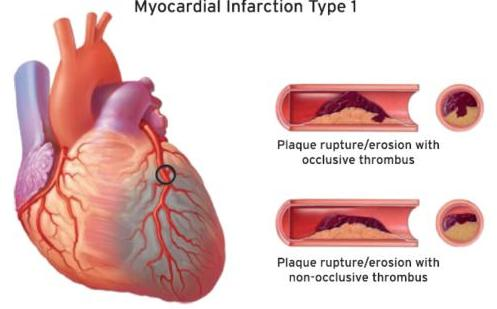 Myocardial Infarction Type 1
Plaque rupture/erosion with
occlusive thrombus
Plaque rupture/erosion with
non-occlusive thrombus